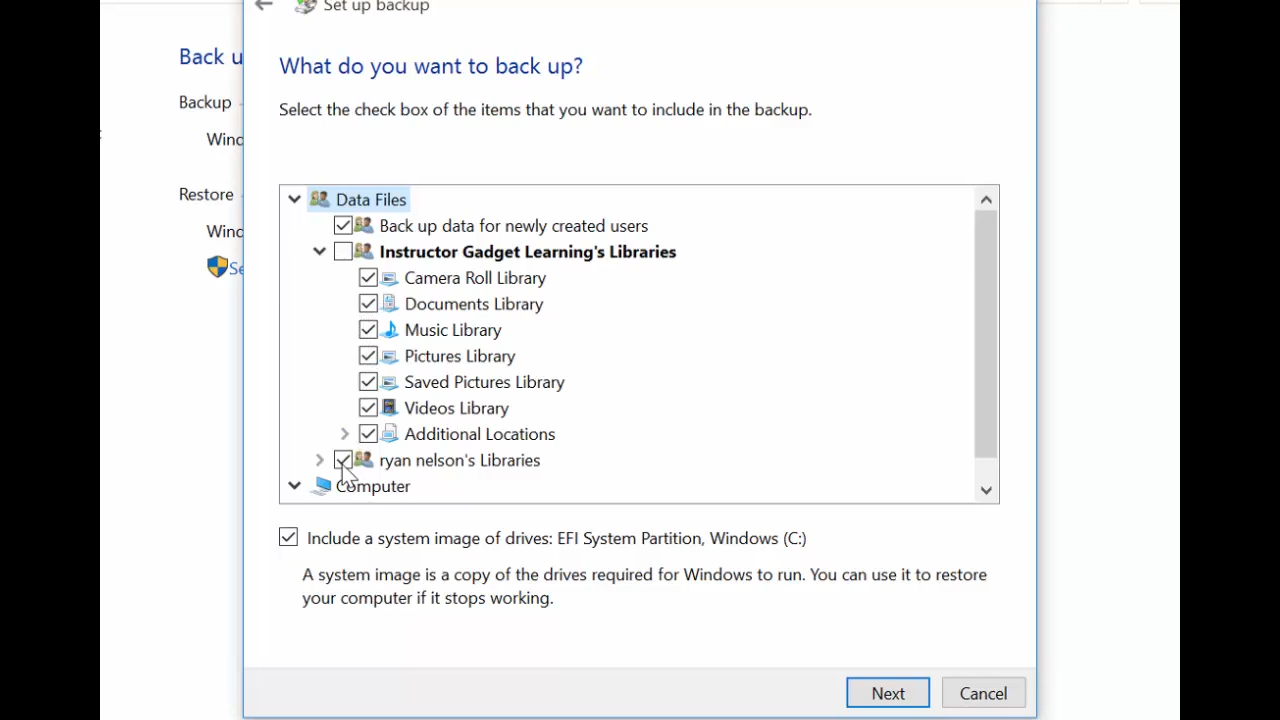 Set up backup
Back u
What do you want to back up?
Backup
Select the check box of the items that you want to include in the backup.
Wind
Restore
Data Files
Back up data for newly created users
Wind
Instructor Gadget Learning's Libraries
Se
Camera Roll Library
Documents Library
Music Library
Pictures Library
Saved Pictures Library
Videos Library
Additional Locations
ryan nelson's Libraries
Computer
Include a system image of drives: EFI System Partition, Windows (C:)
A system image is a copy of the drives required for Windows to run. You can use it to restore
your computer if it stops working.
Next Cancel